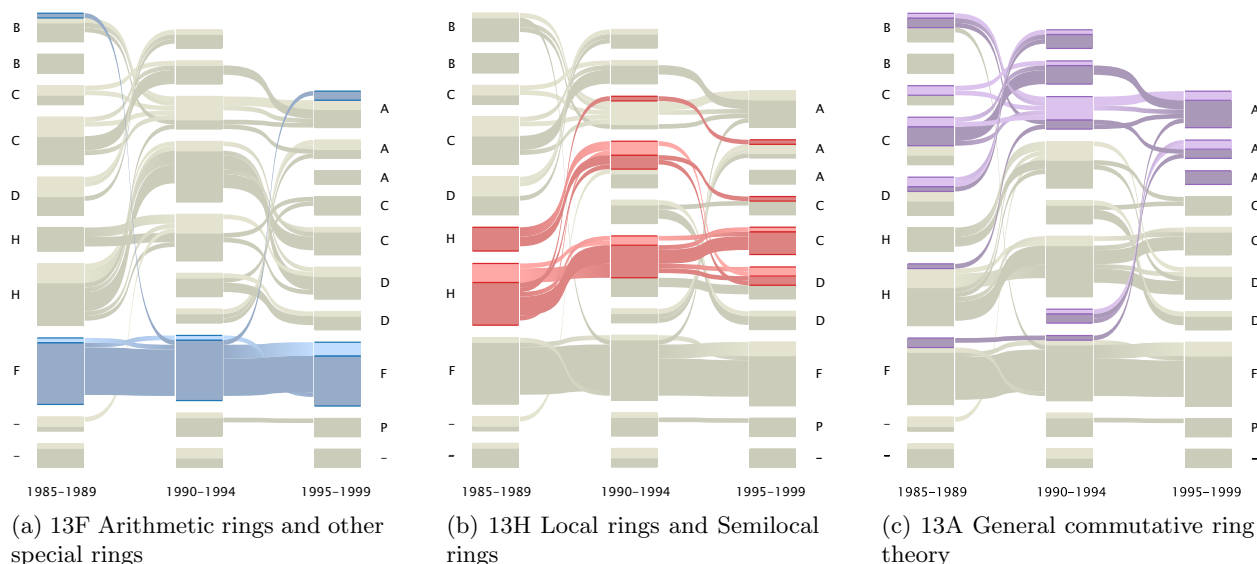 B
B
C
C
D
H
H
F
–
–
A
A
A
C
C
D
D
F
P
–
1985–1989 1990–1994 1995–1999
(a) 13F Arithmetic rings and other
special rings
B
B
C
C
D
H
H
F
–
–
A
A
A
C
C
D
D
F
P
–
1985–1989 1990–1994 1995–1999
(b) 13H Local rings and Semilocal
rings
B
B
C
C
D
H
H
F
–
–
A
A
A
C
C
D
D
F
P
–
1985–1989 1990–1994 1995–1999
(c) 13A General commutative ring
theory